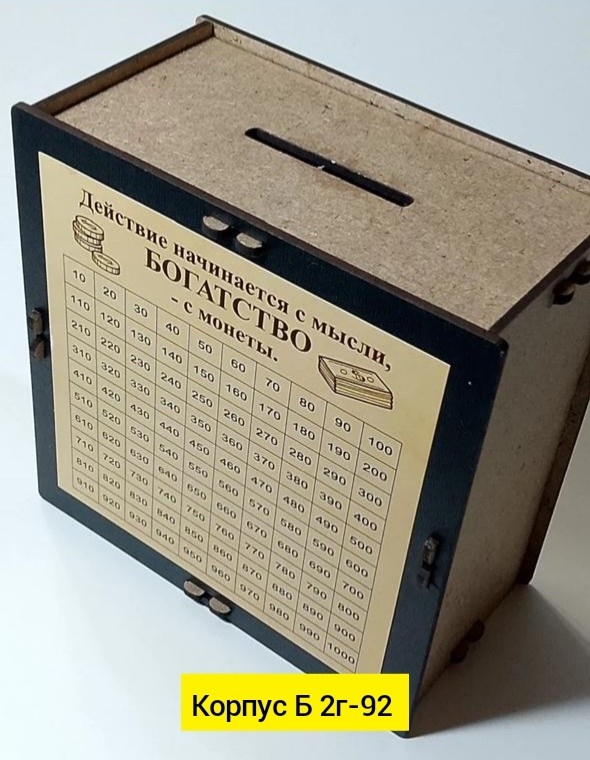 Действие начинается с мысли,
БОГАТСТВО
- с монеты.
10 20 30 40 50 60 70 80 90 100
110 120 130 140 150 160 170 180 190 200
210 220 230 240 250 260 270 280 290 300
310 320 330 340 350 360 370 380 390 400
410 420 430 440 450 460 470 480 490 500
510 520 530 540 550 560 570 580 590 600
610 620 630 640 650 660 670 680 690 700
710 720 730 740 750 760 770 780 790 800
810 820 830 840 850 860 870 880 890 900
910 920 930 940 950 960 970 980 990 1000
Корпус Б 2г-92